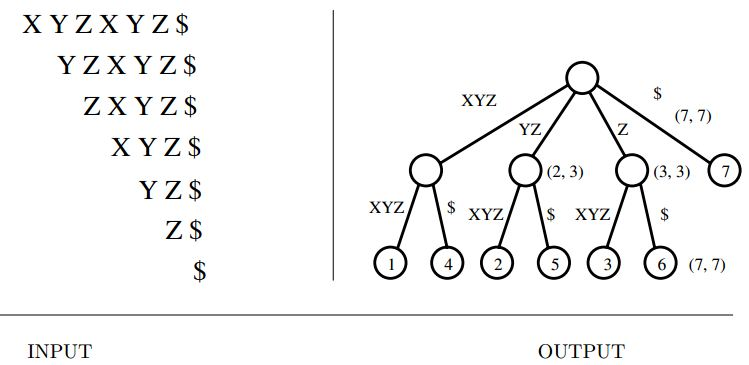 X Y Z X Y Z $
Y Z X Y Z $
Z X Y Z $
X Y Z $
Y Z $
Z $
$
XYZ
$
(7, 7)
YZ
Z
(2, 3)
(3, 3)
7
XYZ
$
XYZ
$
XYZ
$
1
4
2
5
3
6
(7, 7)
INPUT
OUTPUT